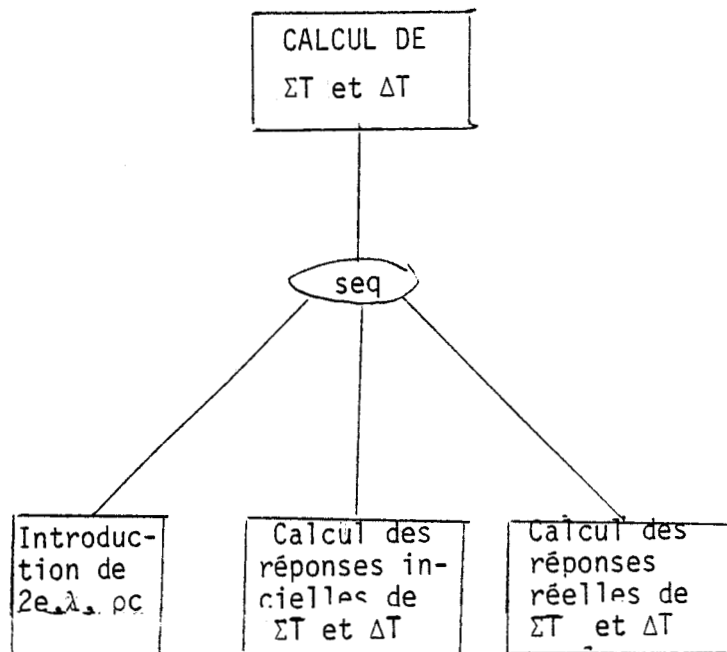 CALCUL DE
ΣT et ΔT
seq
Introduc-
tion de
2e, λ, ρc
Calcul des
réponses in-
cielles de
ΣT et ΔT
Calcul des
réponses
réelles de
ΣT et ΔT